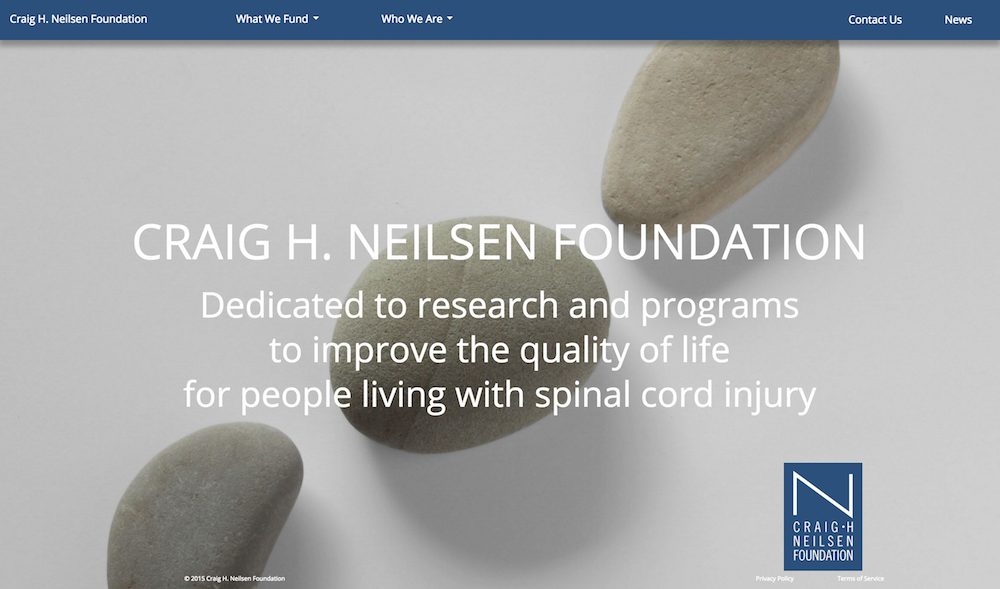 Craig H. Neilsen Foundation
What We Fund
Who We Are
Contact Us
News
CRAIG H. NEILSEN FOUNDATION
Dedicated to research and programs
to improve the quality of life
for people living with spinal cord injury
N
CRAIG·H
NEILSEN
FOUNDATION
© 2015 Craig H. Neilsen Foundation
Privacy Policy
Terms of Service